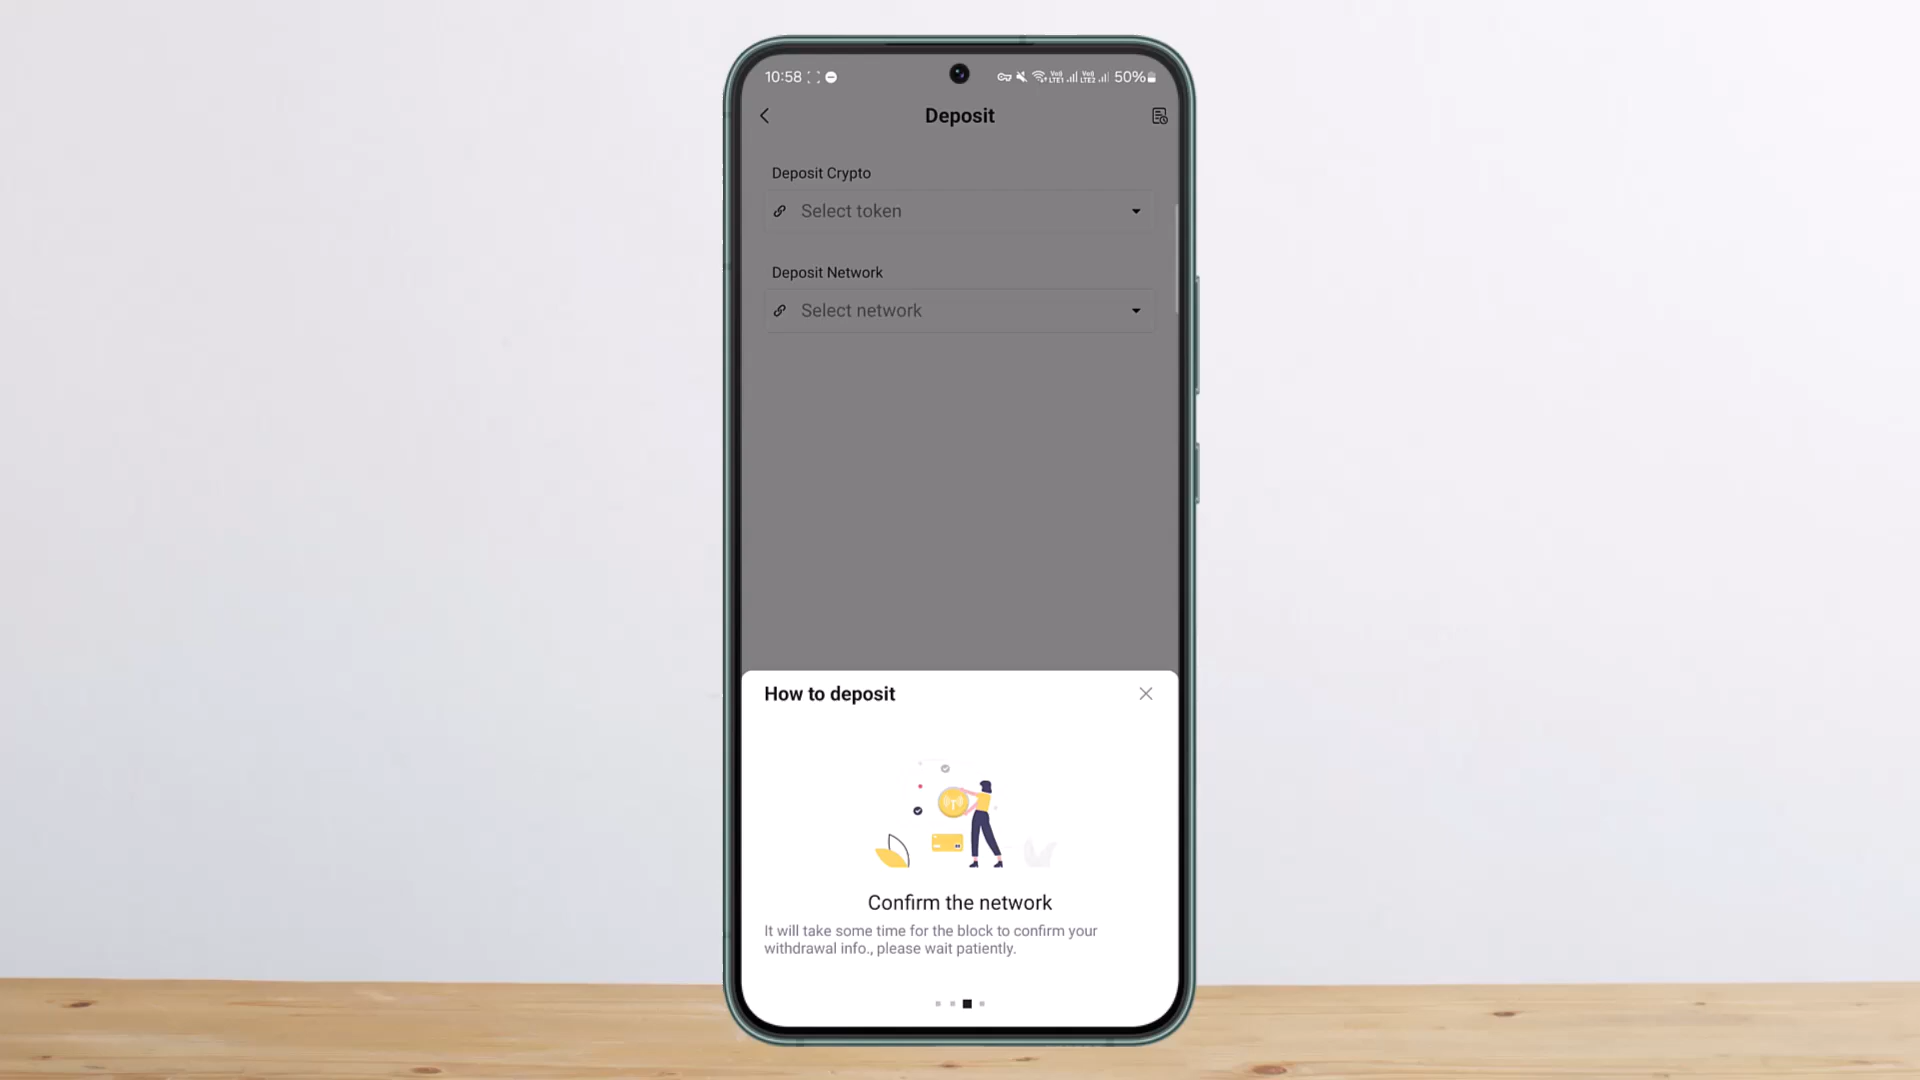 10:58 50%
Deposit
Deposit Crypto
Select token
Deposit Network
Select network
How to deposit
Confirm the network
It will take some time for the block to confirm your
withdrawal info., please wait patiently.